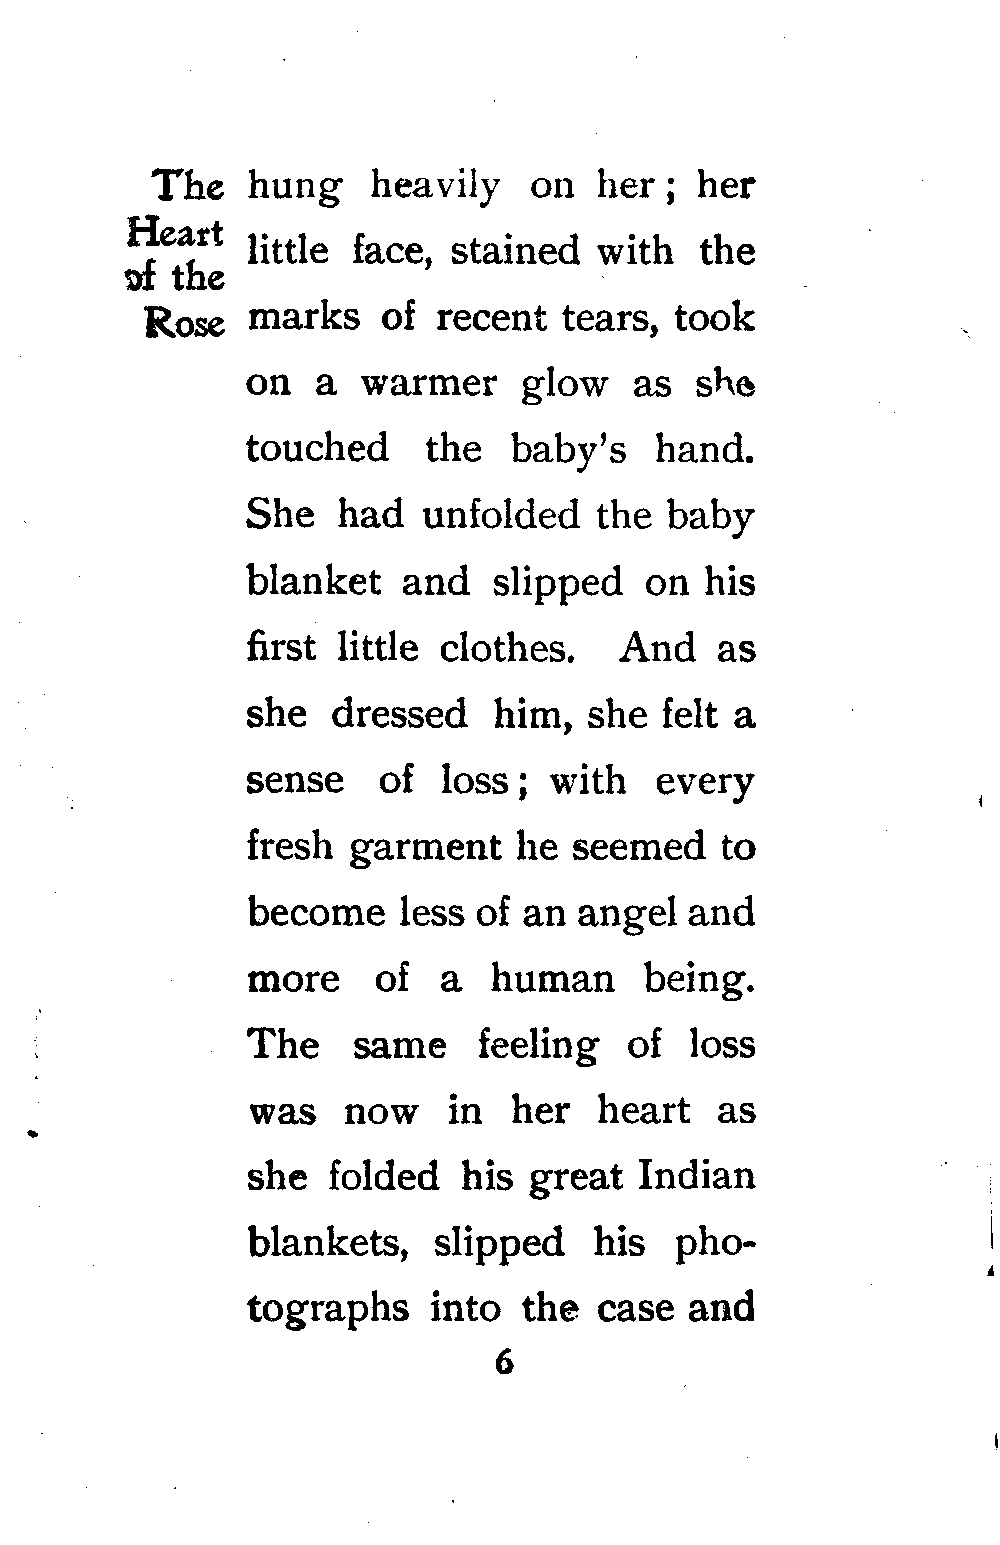 The
Heart
of the
Rose
hung heavily on her ; her
little face, stained with the
marks of recent tears, took
on a warmer glow as she
touched the baby's hand.
She had unfolded the baby
blanket and slipped on his
first little clothes. And as
she dressed him, she felt a
sense of loss ; with every
fresh garment he seemed to
become less of an angel and
more of a human being.
The same feeling of loss
was now in her heart as
she folded his great Indian
blankets, slipped his pho-
tographs into the case and
6